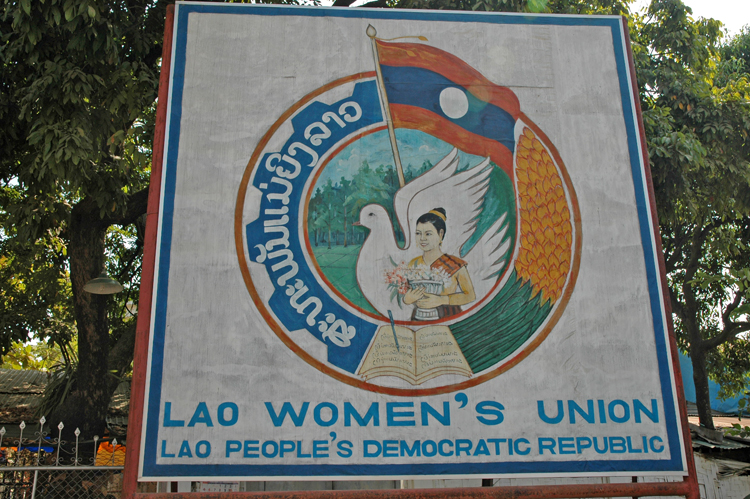 ສະຫະພັນແມ່ຍິງລາວ
LAO WOMEN'S UNION
LAO PEOPLE'S DEMOCRATIC REPUBLIC